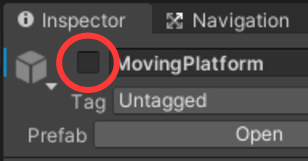 Inspector Navigation
MovingPlatform
Tag Untagged
Prefab Open